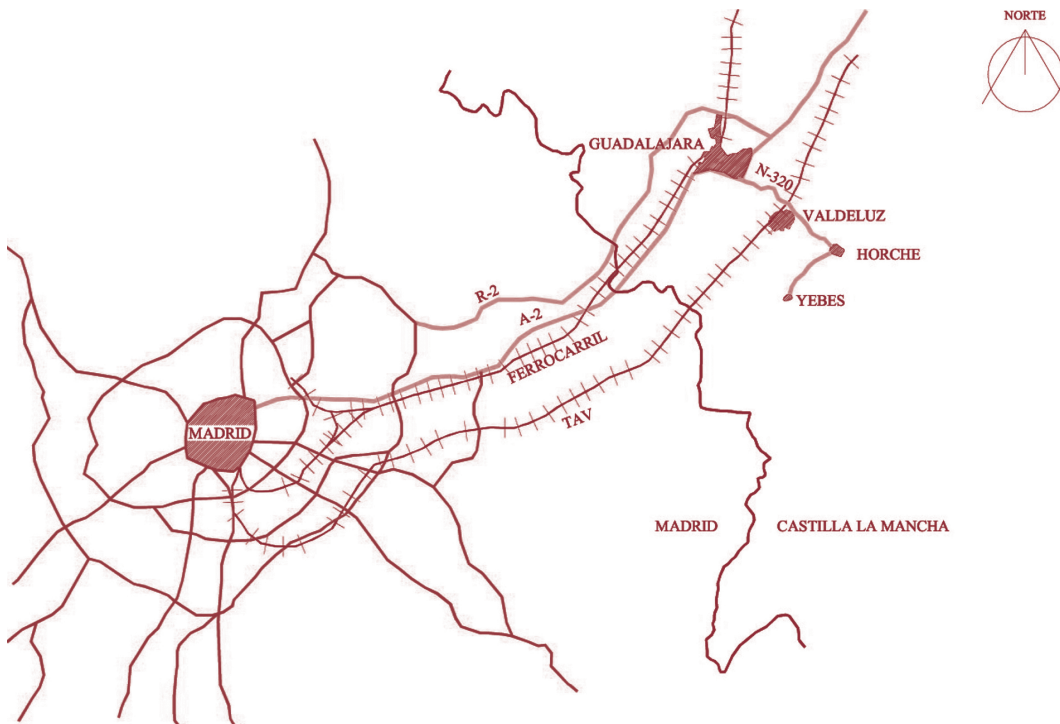 NORTE
GUADALAJARA
N-320
VALDELUZ
HORCHE
YEBES
R-2
A-2
FERROCARRIL
TAV
MADRID
MADRID
CASTILLA LA MANCHA